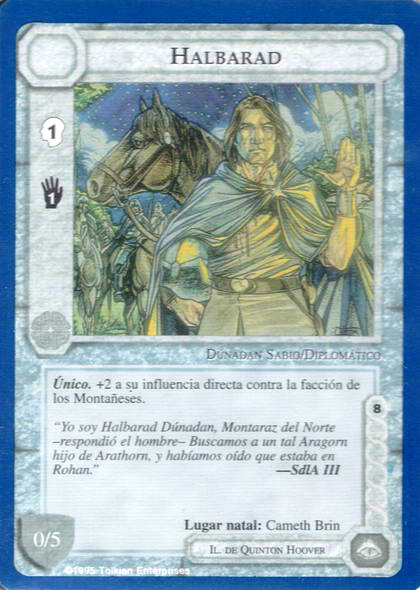 HALBARAD
1
1
DÚNADAN SABIO/DIPLOMÁTICO
Único. +2 a su influencia directa contra la facción de
los Montañeses.
8
“Yo soy Halbarad Dúnadan, Montaraz del Norte
–respondió el hombre– Buscamos a un tal Aragorn
hijo de Arathorn, y habíamos oído que estaba en
Rohan.” —SdlA III
Lugar natal: Cameth Brin
0/5
IL. DE QUINTON HOOVER
©1995 Tolkien Enterprises